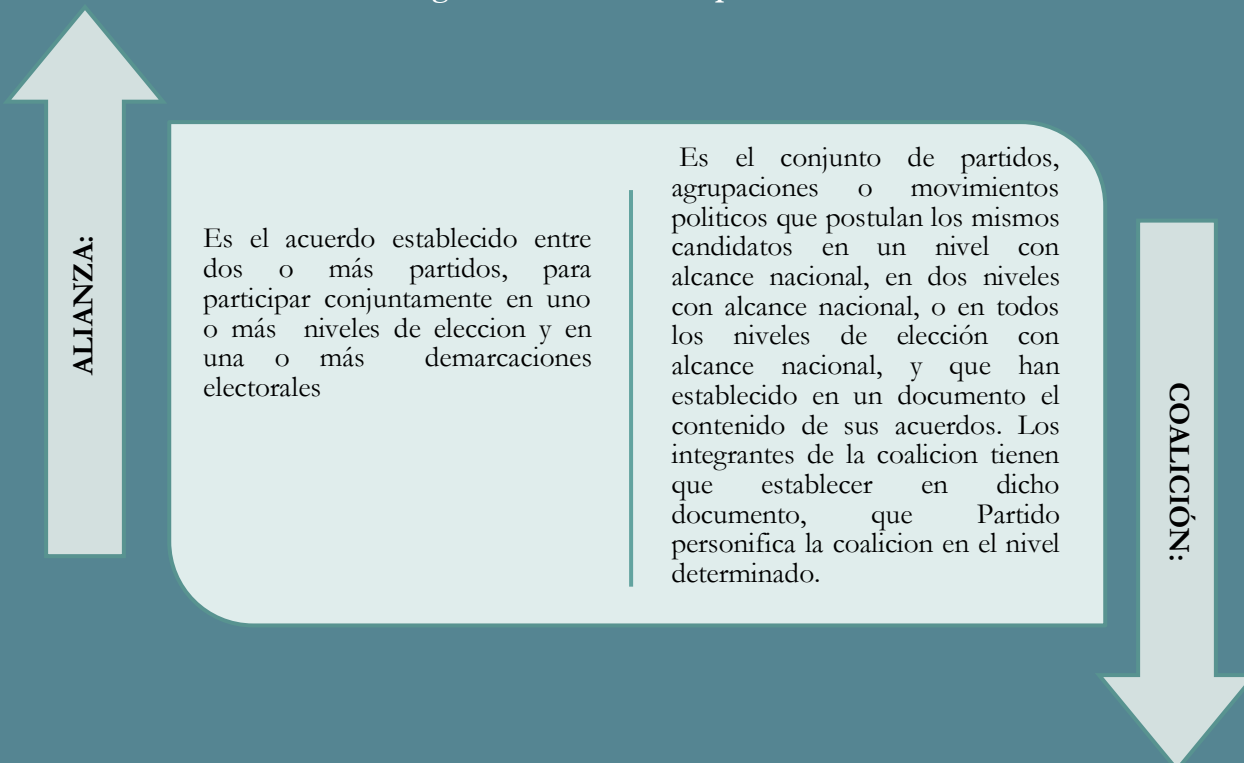 ALIANZA:
Es el acuerdo establecido entre
dos o más partidos, para
participar conjuntamente en uno
o más niveles de eleccion y en
una o más demarcaciones
electorales
Es el conjunto de partidos,
agrupaciones o movimientos
politicos que postulan los mismos
candidatos en un nivel con
alcance nacional, en dos niveles
con alcance nacional, o en todos
los niveles de elección con
alcance nacional, y que han
establecido en un documento el
contenido de sus acuerdos. Los
integrantes de la coalicion tienen
que establecer en dicho
documento, que Partido
personifica la coalicion en el nivel
determinado.
COALICIÓN: